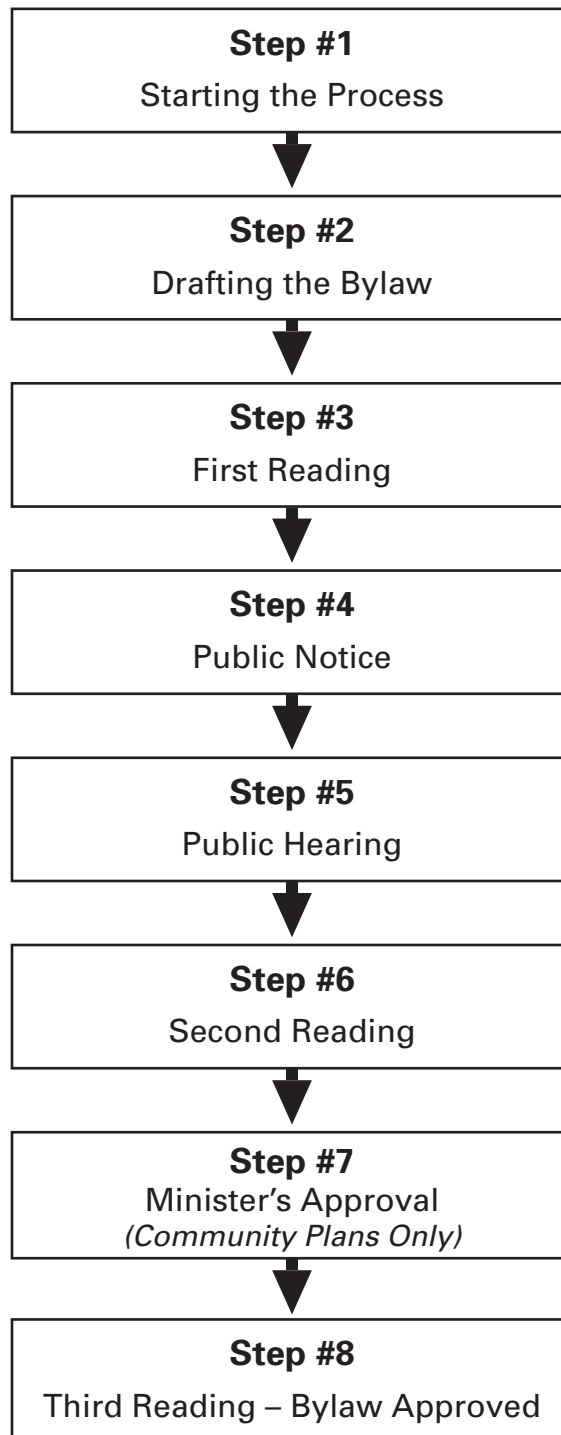 Step #1
Starting the Process
Step #2
Drafting the Bylaw
Step #3
First Reading
Step #4
Public Notice
Step #5
Public Hearing
Step #6
Second Reading
Step #7
Minister’s Approval
(Community Plans Only)
Step #8
Third Reading – Bylaw Approved